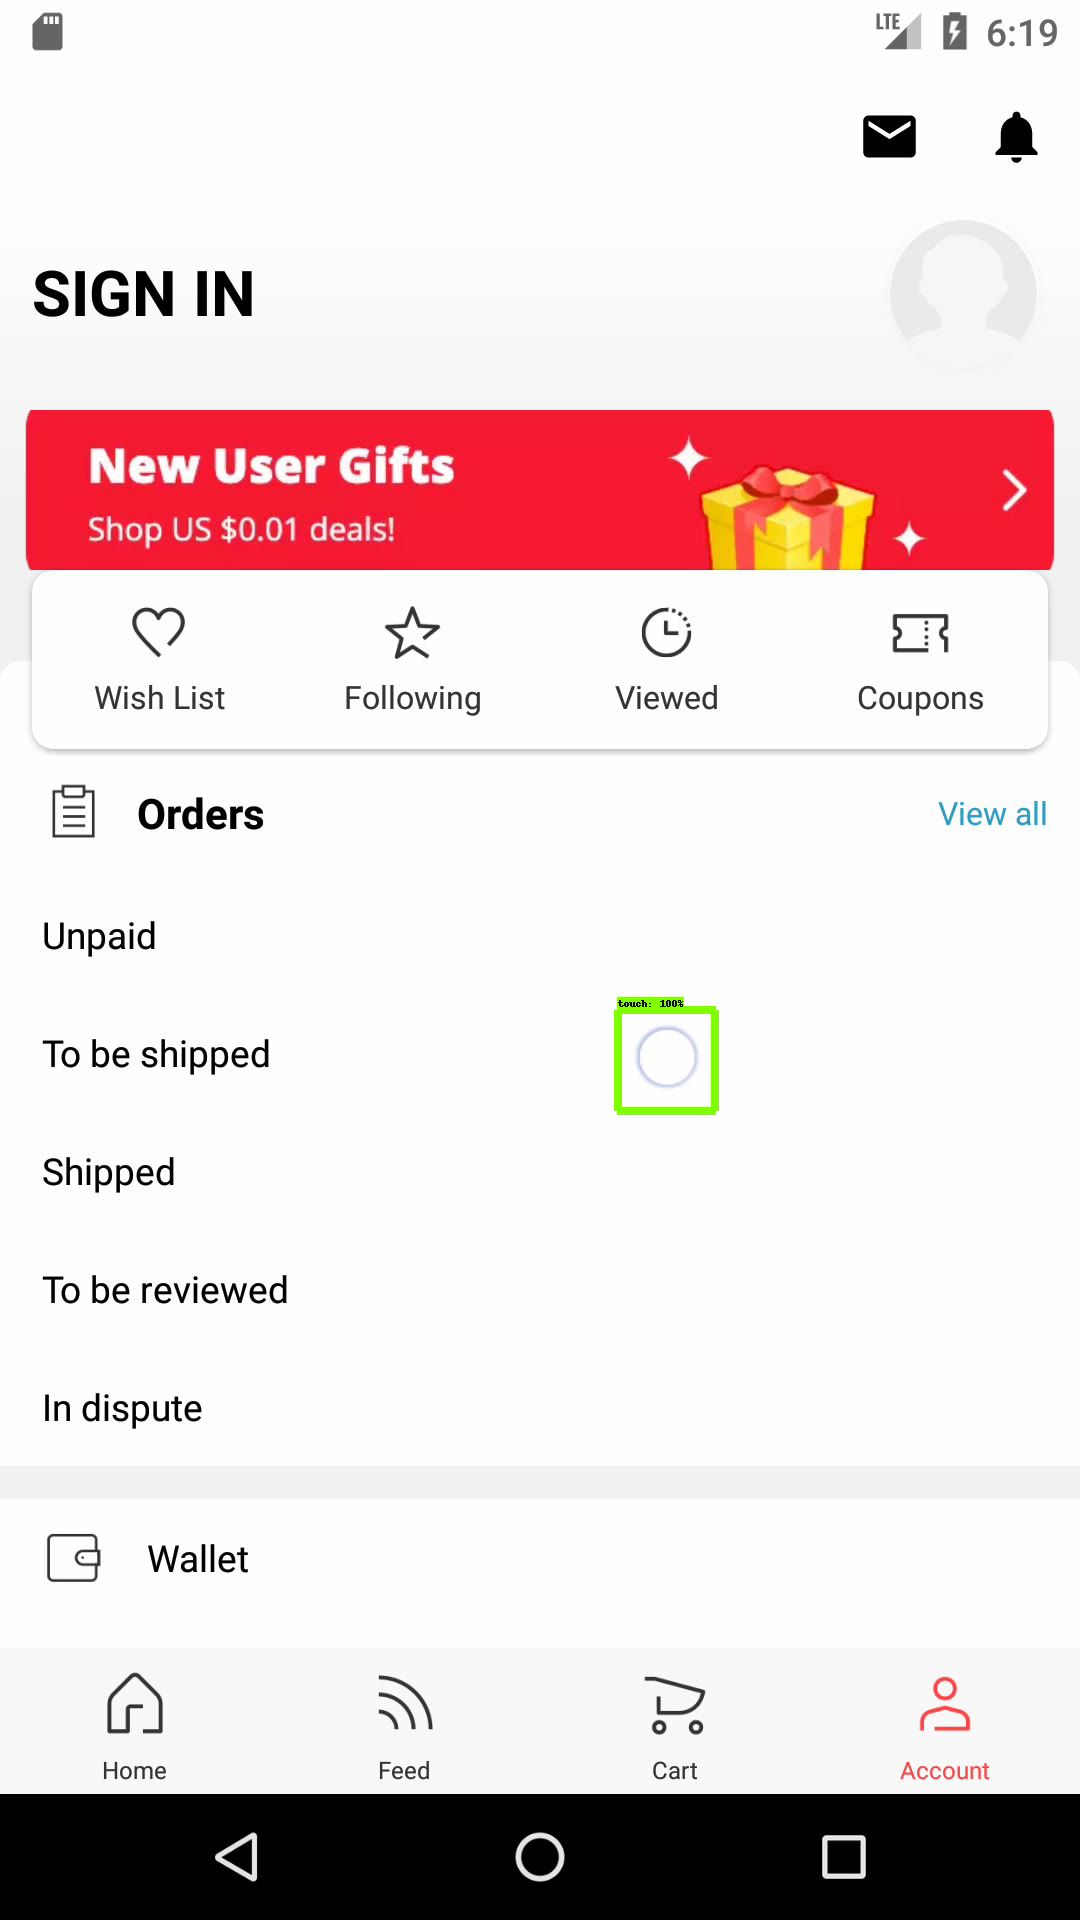 LTE 6:19
SIGN IN
New User Gifts
Shop US $0.01 deals!
Wish List Following Viewed Coupons
Orders View all
Unpaid
touch: 100%
To be shipped
Shipped
To be reviewed
In dispute
Wallet
Home Feed Cart Account